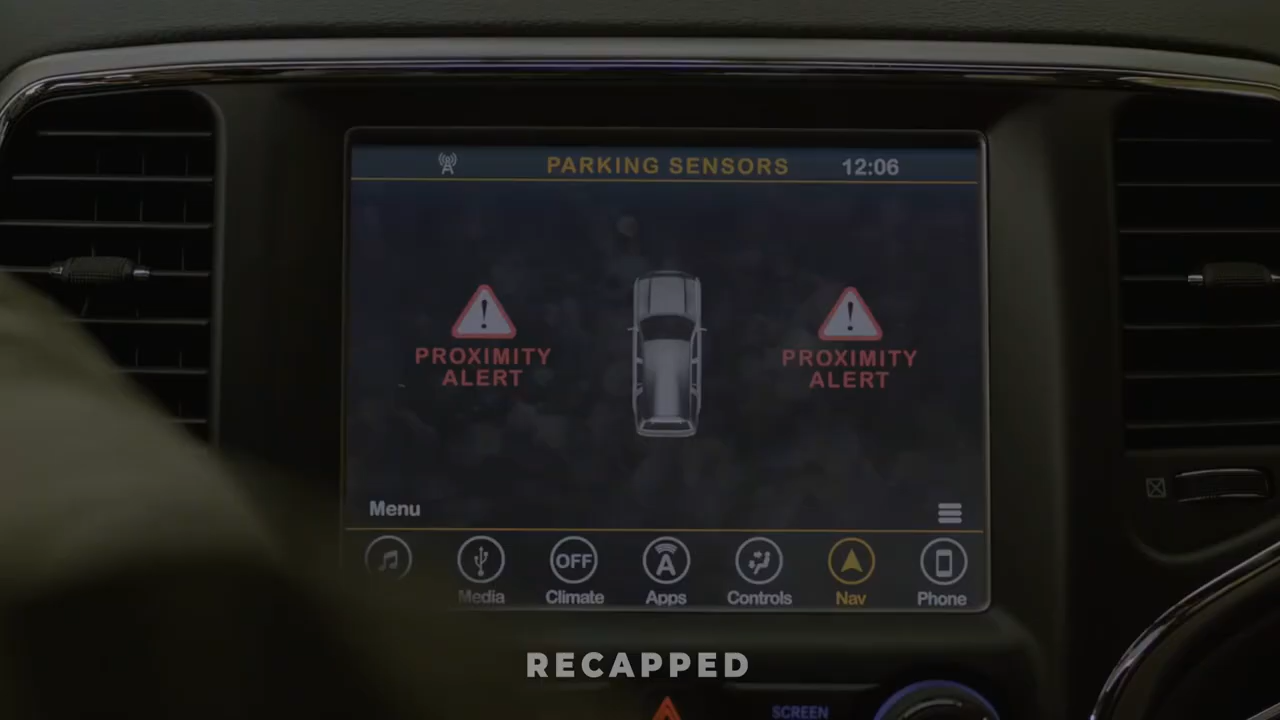 PARKING SENSORS
12:06
PROXIMITY
ALERT
PROXIMITY
ALERT
Menu
OFF
Media
Climate
Apps
Controls
Nav
Phone
RECAPPED
SCREEN